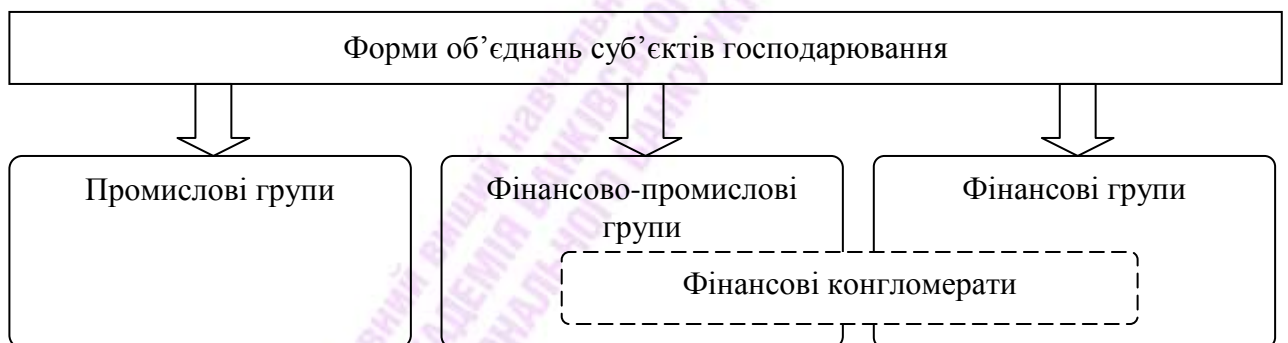 Форми об’єднань суб’єктів господарювання
Промислові групи
Фінансово-промислові
групи
Фінансові групи
Фінансові конгломерати